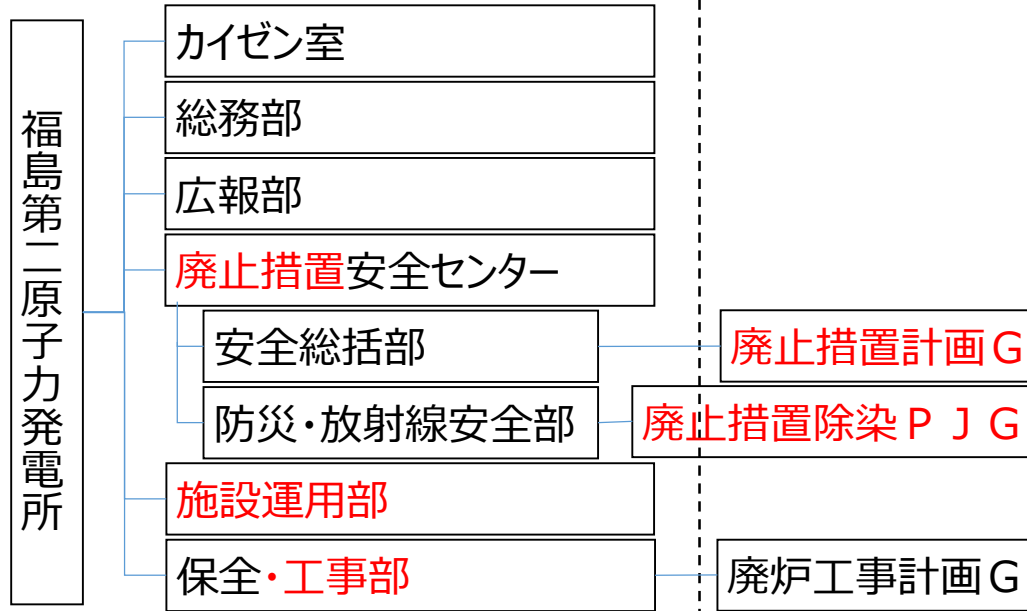 福島第二原子力発電所
カイゼン室
総務部
広報部
廃止措置安全センター
安全総括部
廃止措置計画Ｇ
防災・放射線安全部
廃止措置除染ＰＪＧ
施設運用部
保全・工事部
廃炉工事計画Ｇ